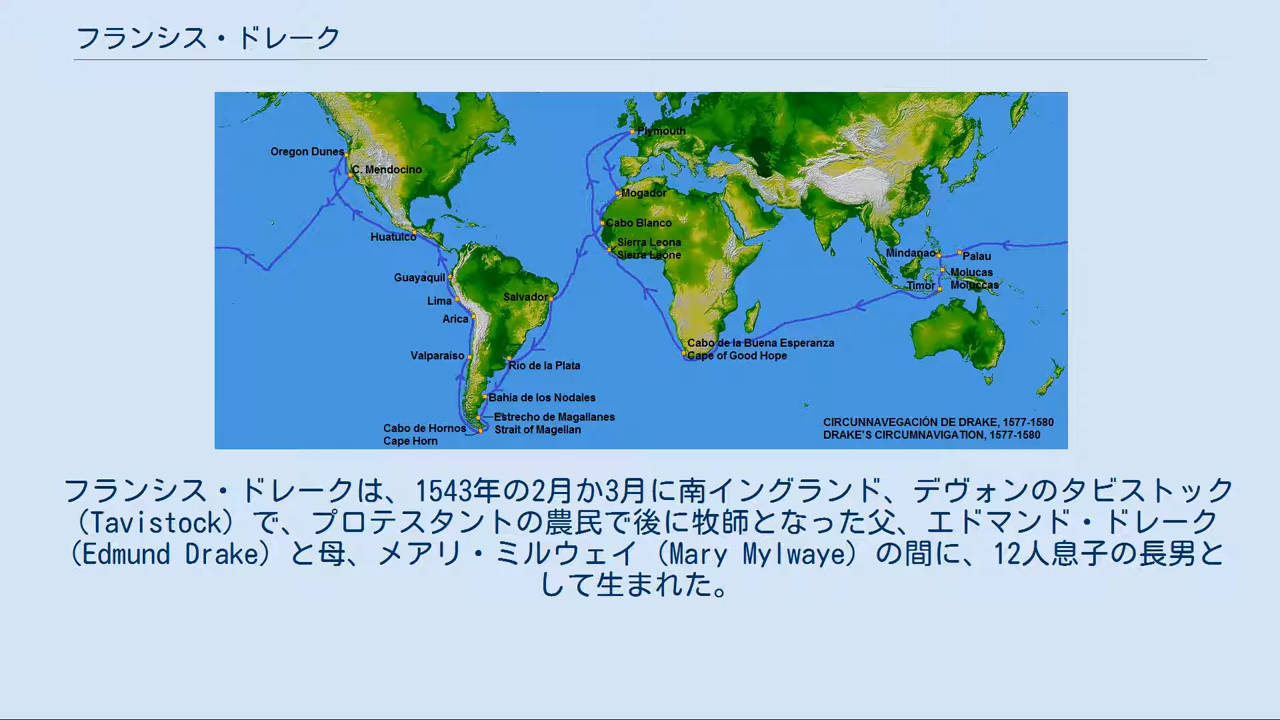 フランシス・ドレーク
Plymouth
Oregon Dunes
C. Mendocino
Mogador
Cabo Blanco
Huatulco
Sierra Leona
Sierra Leone
Mindanao
Palau
Guayaquil
Molucas
Moluccas
Timor
Lima
Salvador
Arica
Cabo de la Buena Esperanza
Cape of Good Hope
Valparaiso
Río de la Plata
Bahía de los Nodales
Estrecho de Magallanes
Strait of Magellan
Cabo de Hornos
Cape Horn
CIRCUNNAVEGACIÓN DE DRAKE, 1577-1580
DRAKE'S CIRCUMNAVIGATION, 1577-1580
フランシス・ドレークは、1543年の2月か3月に南イングランド、デヴォンのタビストック
（Tavistock）で、プロテスタントの農民で後に牧師となった父、エドマンド・ドレーク
（Edmund Drake）と母、メアリ・ミルウェイ（Mary Mylwaye）の間に、12人息子の長男と
して生まれた。